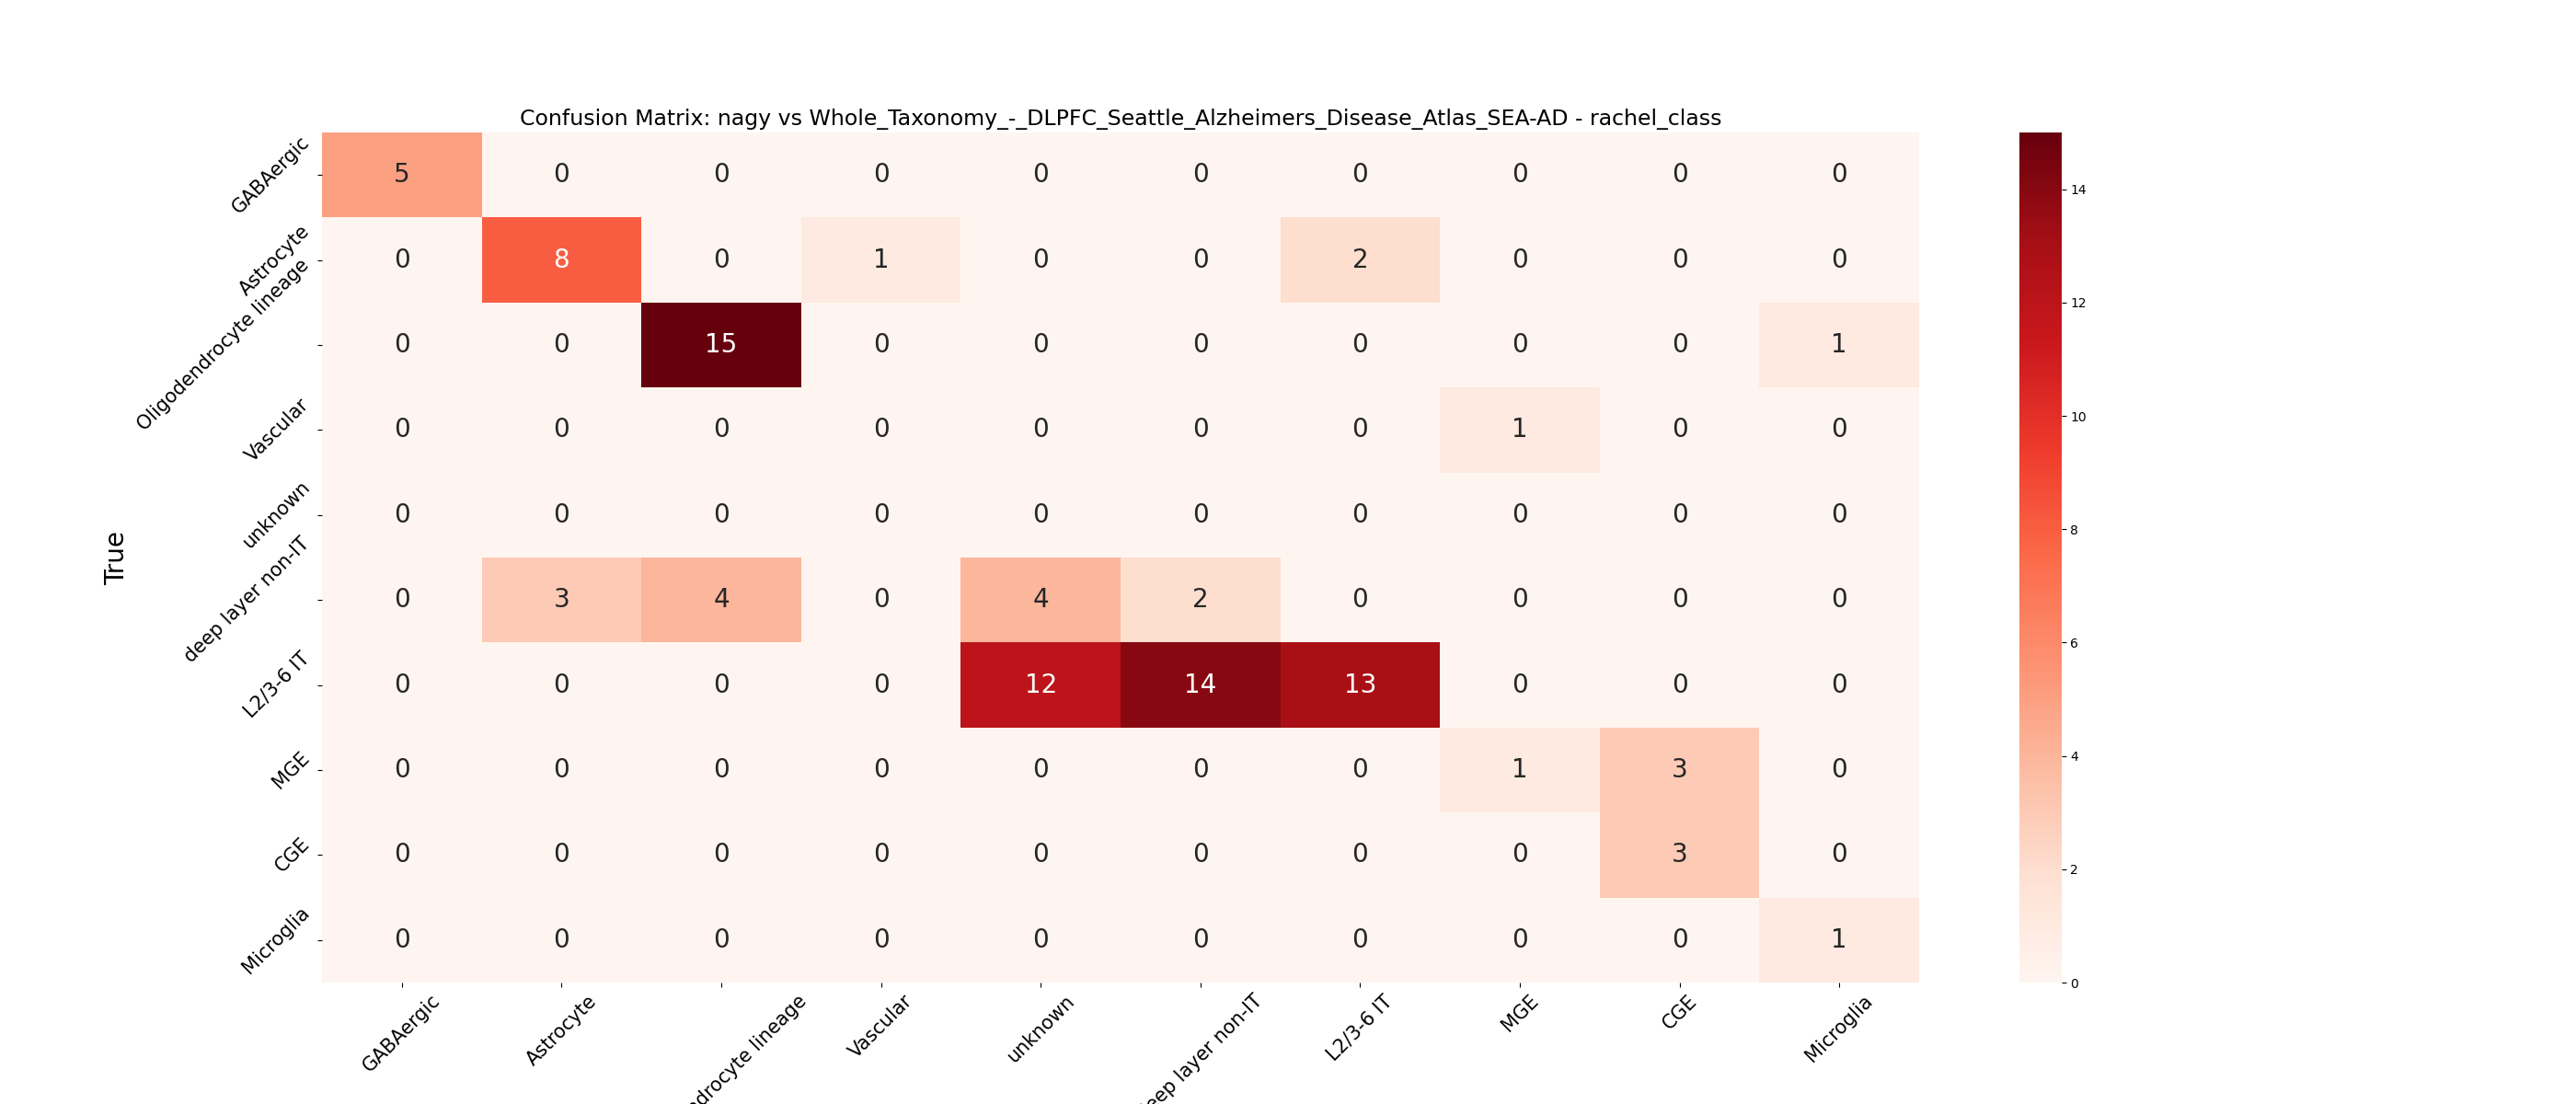 Confusion Matrix: nagy vs Whole_Taxonomy_-_DLPFC_Seattle_Alzheimers_Disease_Atlas_SEA-AD - rachel_class
True
GABAergic 5 0 0 0 0 0 0 0 0 0
Astrocyte 0 8 0 1 0 0 2 0 0 0
Oligodendrocyte lineage 0 0 15 0 0 0 0 0 0 1
Vascular 0 0 0 0 0 0 0 1 0 0
unknown 0 0 0 0 0 0 0 0 0 0
deep layer non-IT 0 3 4 0 4 2 0 0 0 0
L2/3-6 IT 0 0 0 0 12 14 13 0 0 0
MGE 0 0 0 0 0 0 0 1 3 0
CGE 0 0 0 0 0 0 0 0 3 0
Microglia 0 0 0 0 0 0 0 0 0 1
GABAergic Astrocyte ndrocyte lineage Vascular unknown eep layer non-IT L2/3-6 IT MGE CGE Microglia
14
12
10
8
6
4
2
0